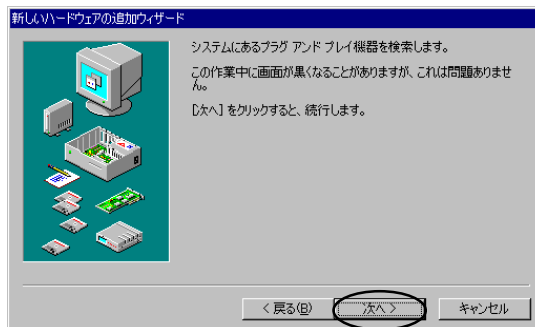 新しいハードウェアの追加ウィザード
システムにあるプラグ アンド プレイ機器を検索します。
この作業中に画面が黒くなることがありますが、これは問題ありませ
ん。
[次へ] をクリックすると、続行します。
< 戻る(B)
次へ >
キャンセル